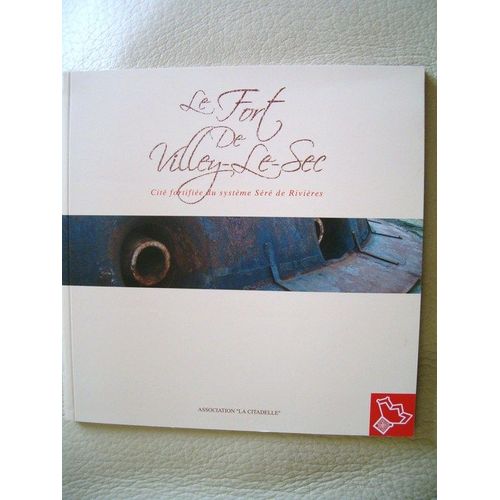 Le Fort
De
Villey-Le-Sec
Cité fortifiée du système Séré de Rivières
ASSOCIATION "LA CITADELLE"